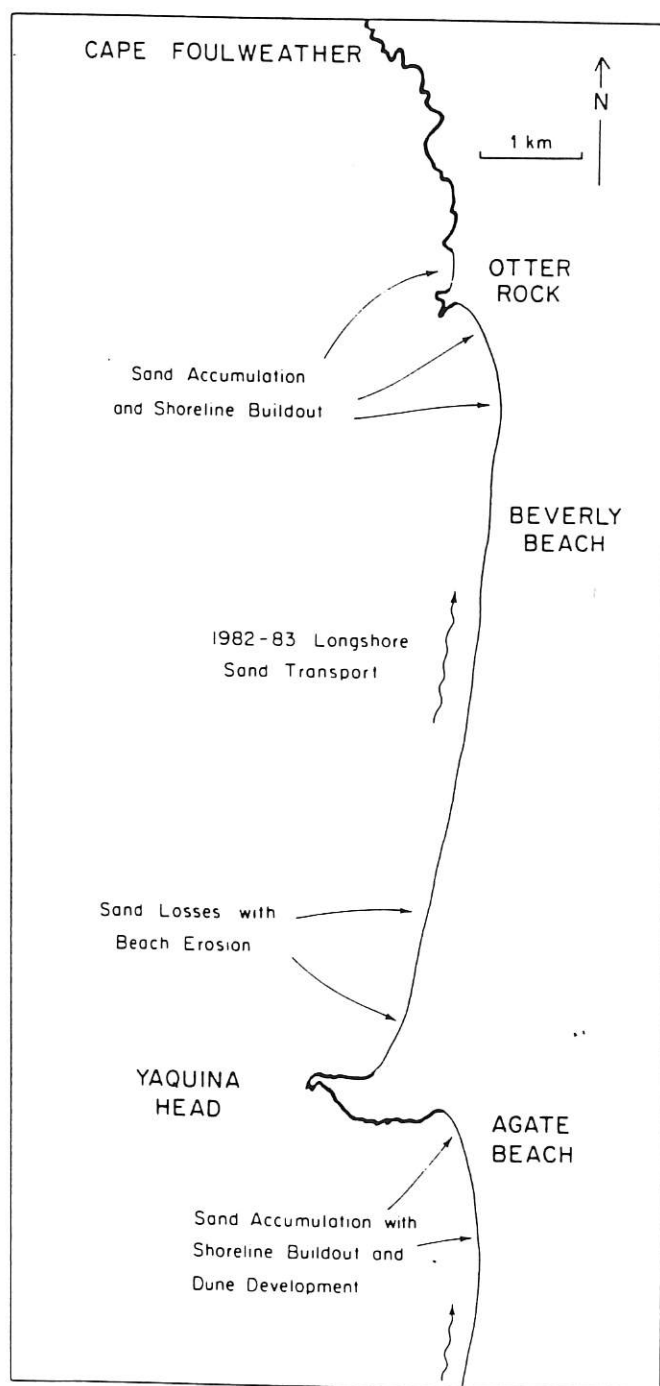 CAPE FOULWEATHER
N
1 km
OTTER
ROCK
Sand Accumulation
and Shoreline Buildout
BEVERLY
BEACH
1982-83 Longshore
Sand Transport
Sand Losses with
Beach Erosion
YAQUINA
HEAD
AGATE
BEACH
Sand Accumulation with
Shoreline Buildout and
Dune Development